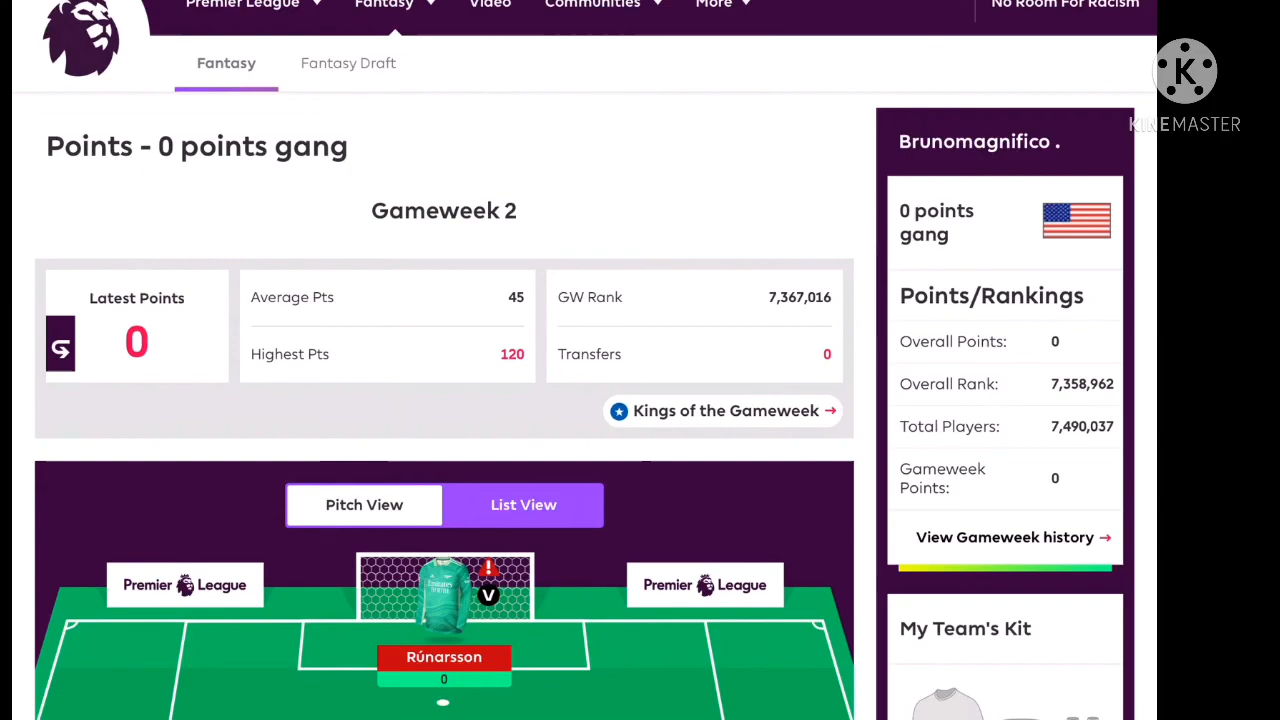 Premier League
Fantasy
Video
Communities
More
No Room For Racism
Fantasy
Fantasy Draft
K
KINEMASTER
Points - 0 points gang
Gameweek 2
Latest Points
0
Average Pts 45
Highest Pts 120
GW Rank 7,367,016
Transfers 0
Kings of the Gameweek →
Pitch View
List View
Premier League
Premier League
Emirates
V
Rúnarsson
0
Brunomagnifico .
0 points
gang
Points/Rankings
Overall Points: 0
Overall Rank: 7,358,962
Total Players: 7,490,037
Gameweek
Points: 0
View Gameweek history →
My Team's Kit